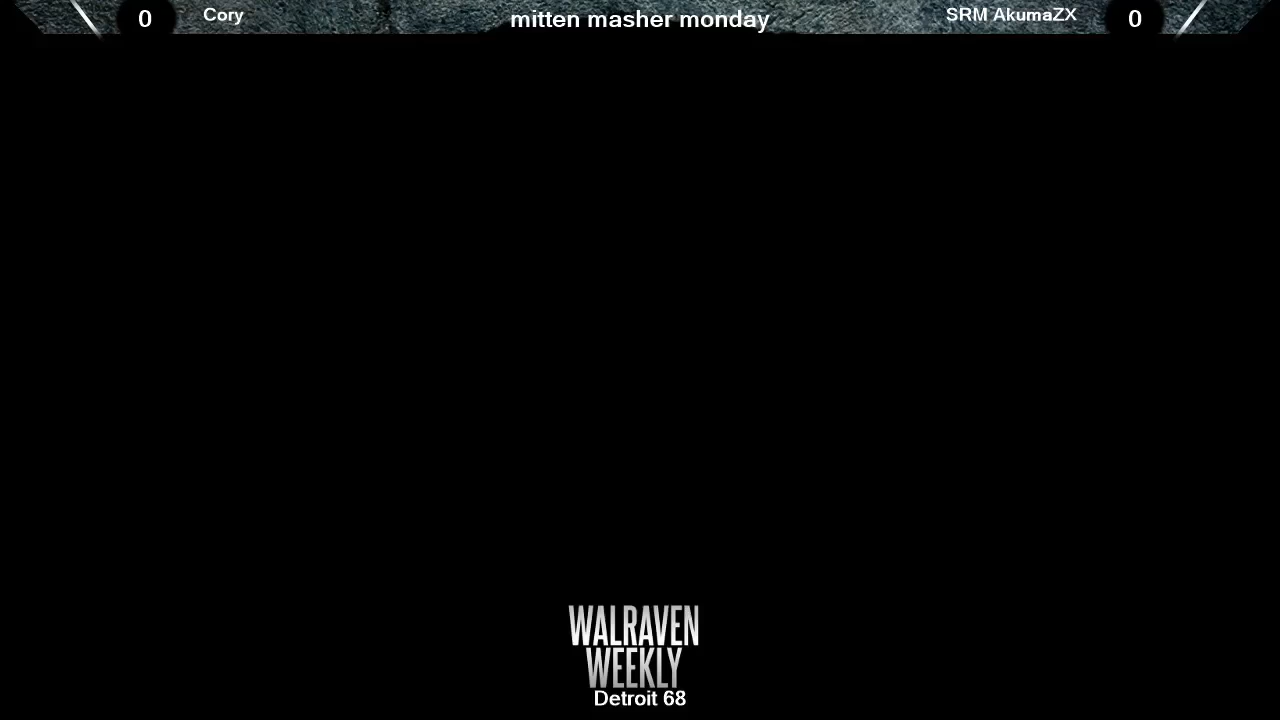 0 Cory mitten masher monday SRM AkumaZX 0
WALRAVEN
WEEKLY
Detroit 68